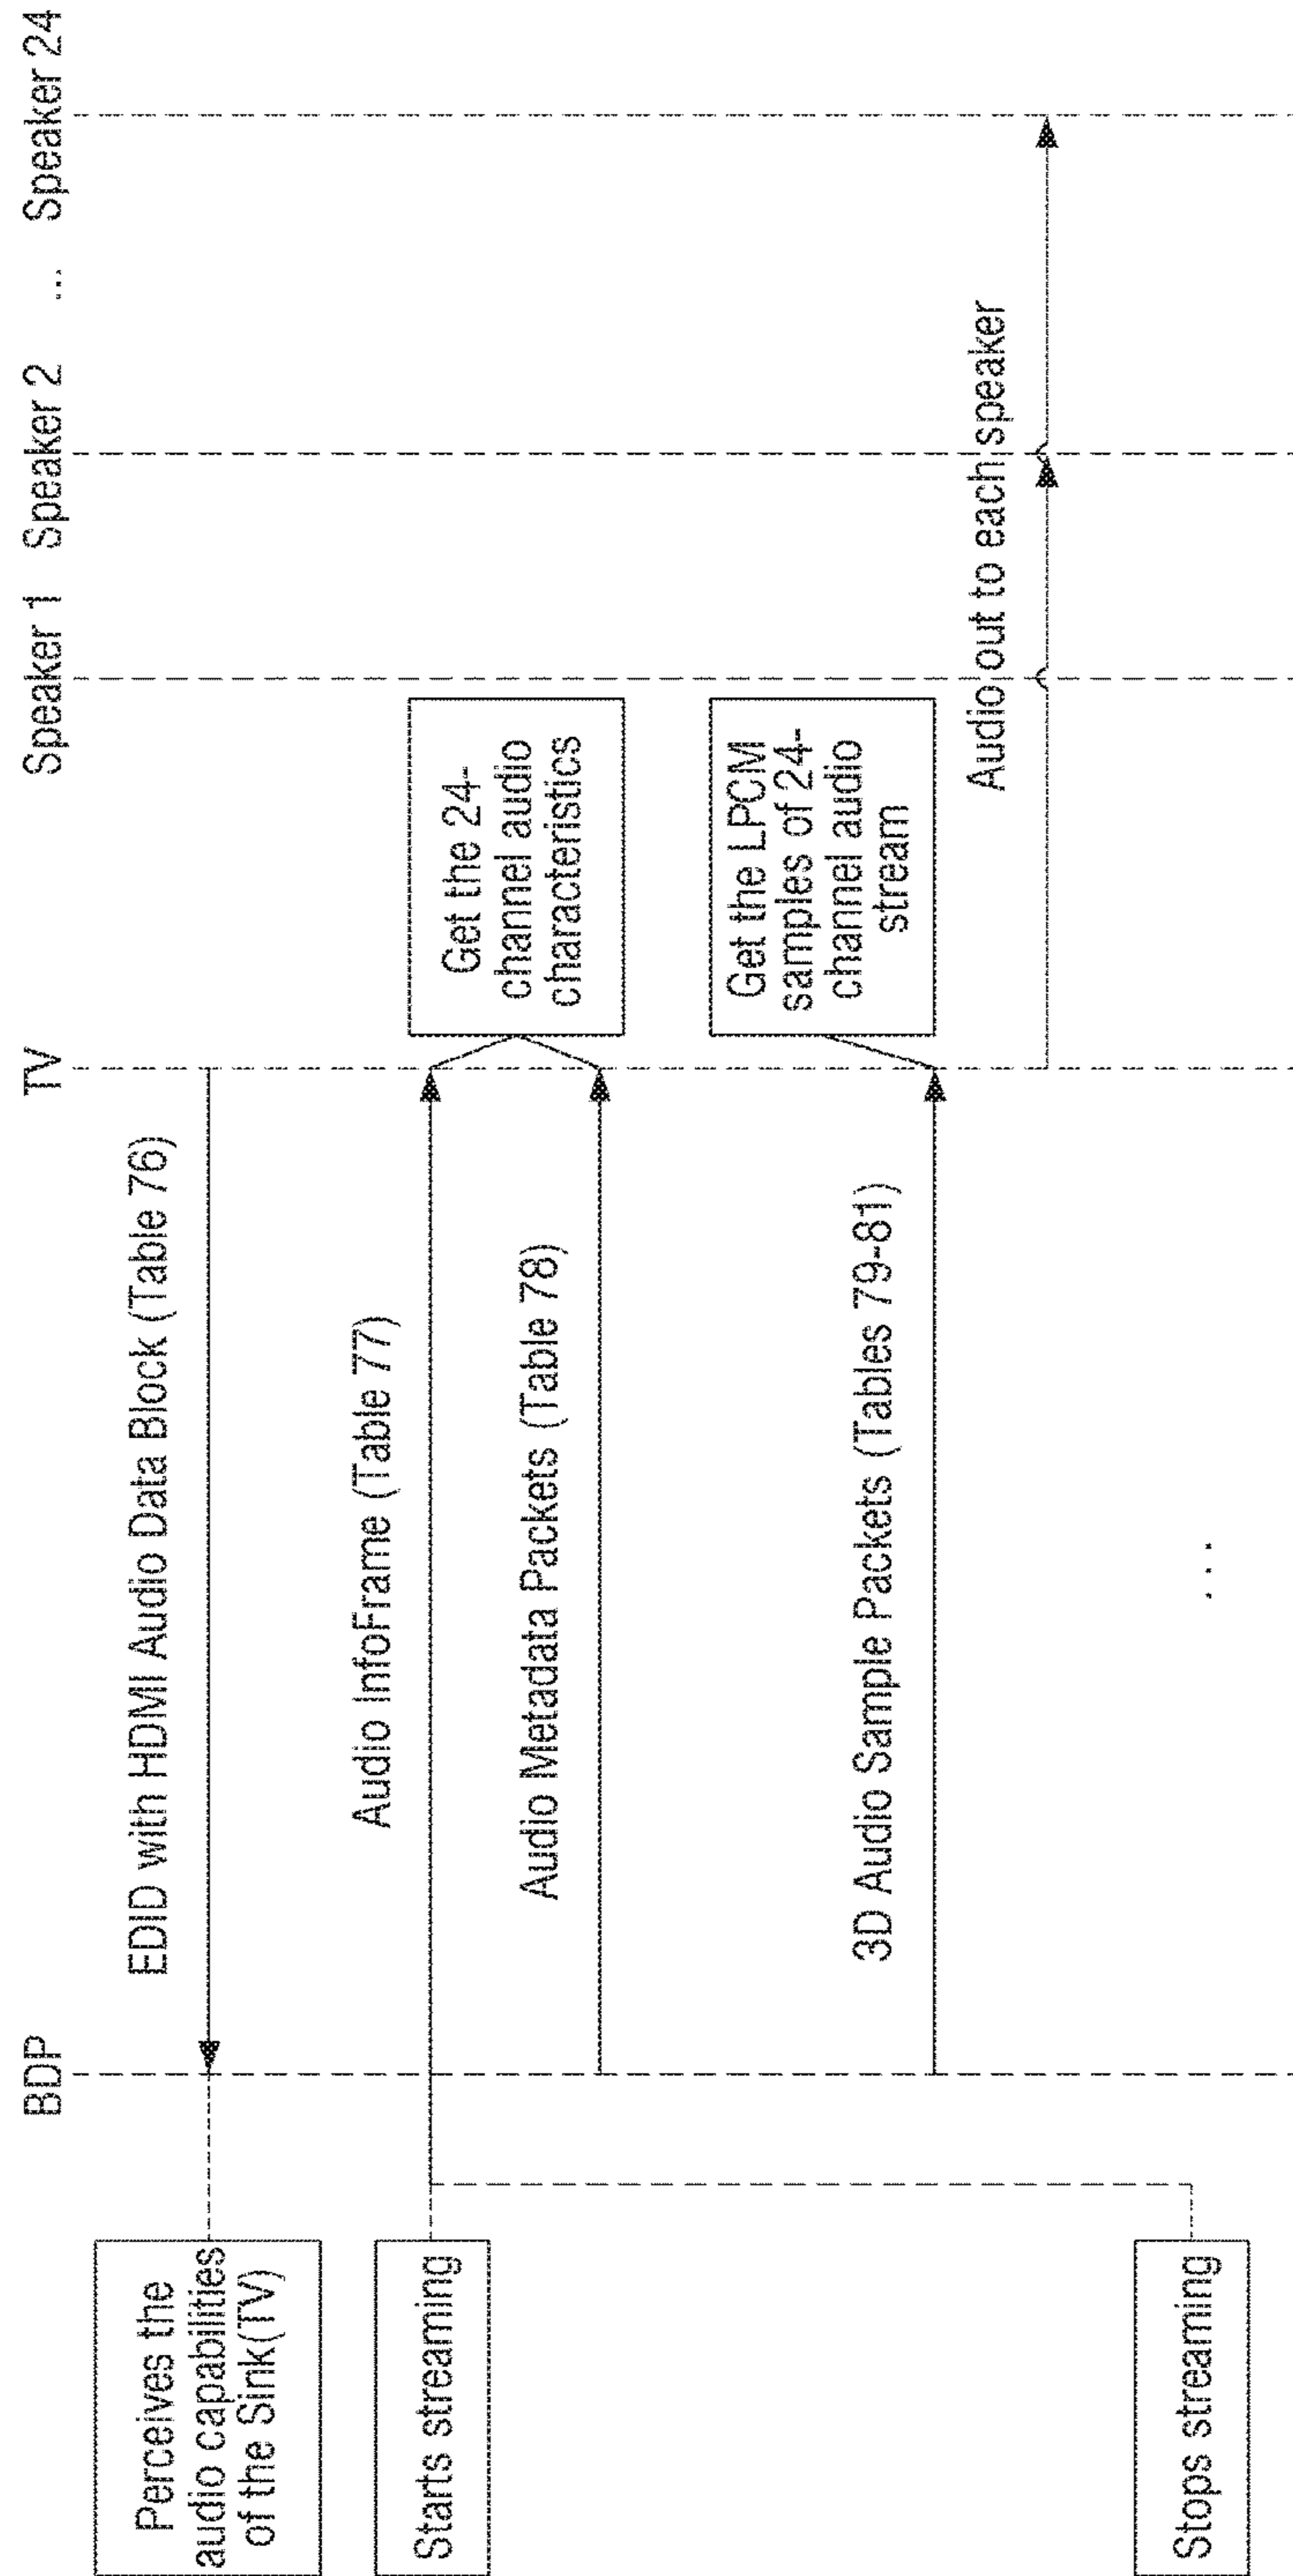 BDP
TV
Speaker 1
Speaker 2
...
Speaker 24
Perceives the
audio capabilities
of the Sink(TV)
EDID with HDMI Audio Data Block (Table 76)
Starts streaming
Audio InfoFrame (Table 77)
Get the 24-
channel audio
characteristics
Audio Metadata Packets (Table 78)
3D Audio Sample Packets (Tables 79-81)
Get the LPCM
samples of 24-
channel audio
stream
Audio out to each speaker
...
Stops streaming